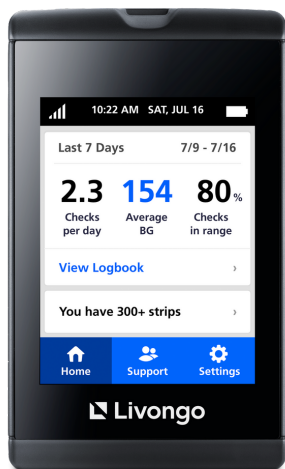 10:22 AM SAT, JUL 16
Last 7 Days 7/9 - 7/16
2.3 154 80%
Checks per day
Average BG
Checks in range
View Logbook ›
You have 300+ strips ›
Home Support Settings
Livongo